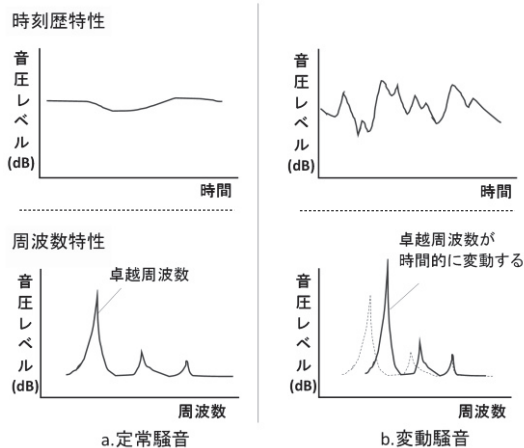 時刻歴特性
音圧レベル(dB)
時間
音圧レベル(dB)
時間
周波数特性
音圧レベル(dB)
卓越周波数
周波数
a.定常騒音
音圧レベル(dB)
卓越周波数が
時間的に変動する
周波数
b.変動騒音